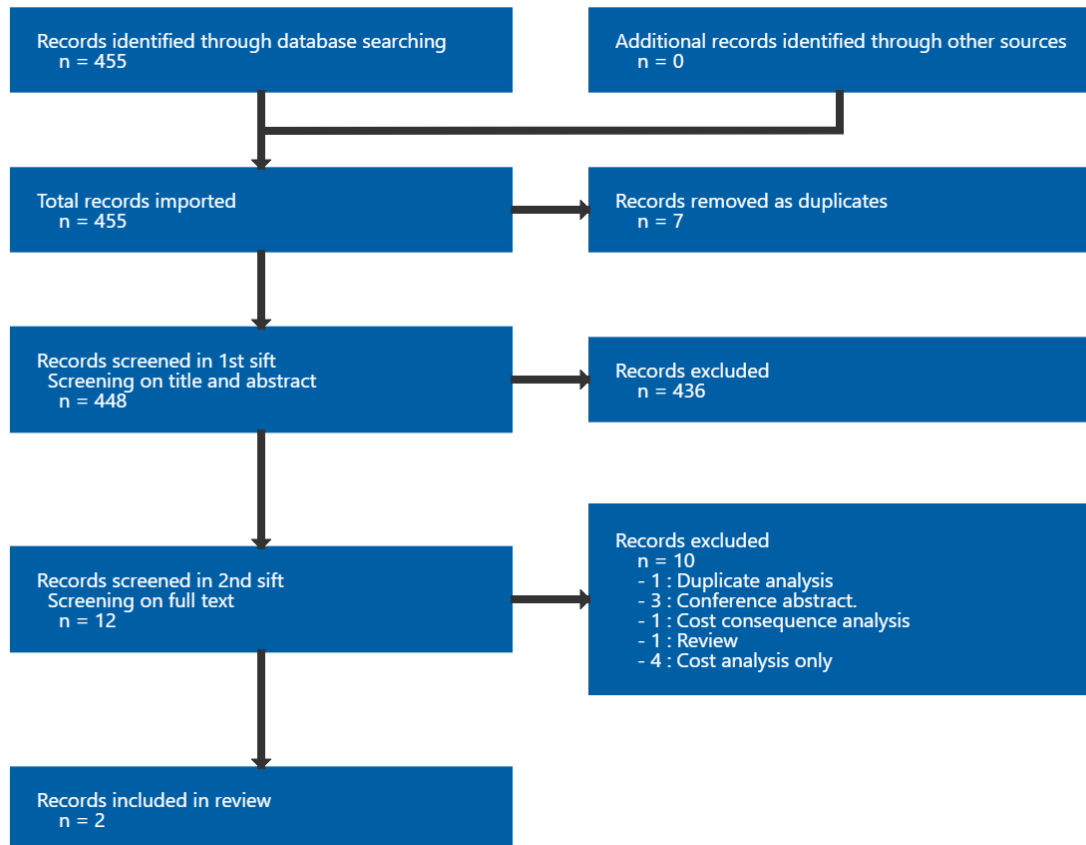 Records identified through database searching
n = 455
Additional records identified through other sources
n = 0
Total records imported
n = 455
Records removed as duplicates
n = 7
Records screened in 1st sift
Screening on title and abstract
n = 448
Records excluded
n = 436
Records screened in 2nd sift
Screening on full text
n = 12
Records excluded
n = 10
- 1 : Duplicate analysis
- 3 : Conference abstract.
- 1 : Cost consequence analysis
- 1 : Review
- 4 : Cost analysis only
Records included in review
n = 2